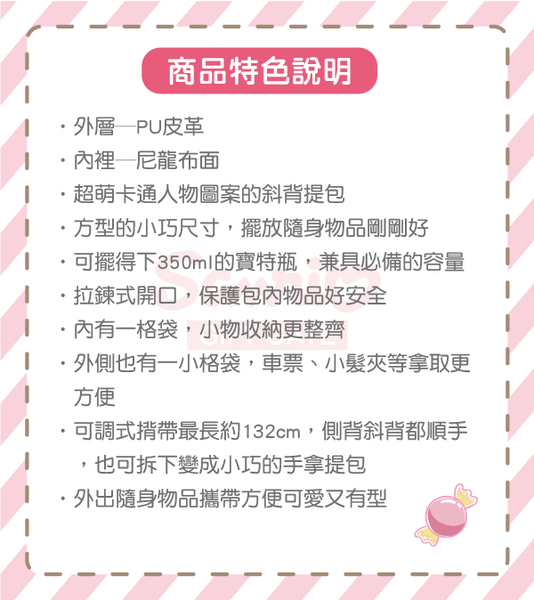 商品特色說明
・外層─PU皮革
・內裡─尼龍布面
・超萌卡通人物圖案的斜背提包
・方型的小巧尺寸，擺放隨身物品剛剛好
・可擺得下350ml的寶特瓶，兼具必備的容量
・拉鍊式開口，保護包內物品好安全
・內有一格袋，小物收納更整齊
・外側也有一小格袋，車票、小髮夾等拿取更
方便
・可調式揹帶最長約132cm，側背斜背都順手
，也可拆下變成小巧的手拿提包
・外出隨身物品攜帶方便可愛又有型
Sanrio
GIFT GATE